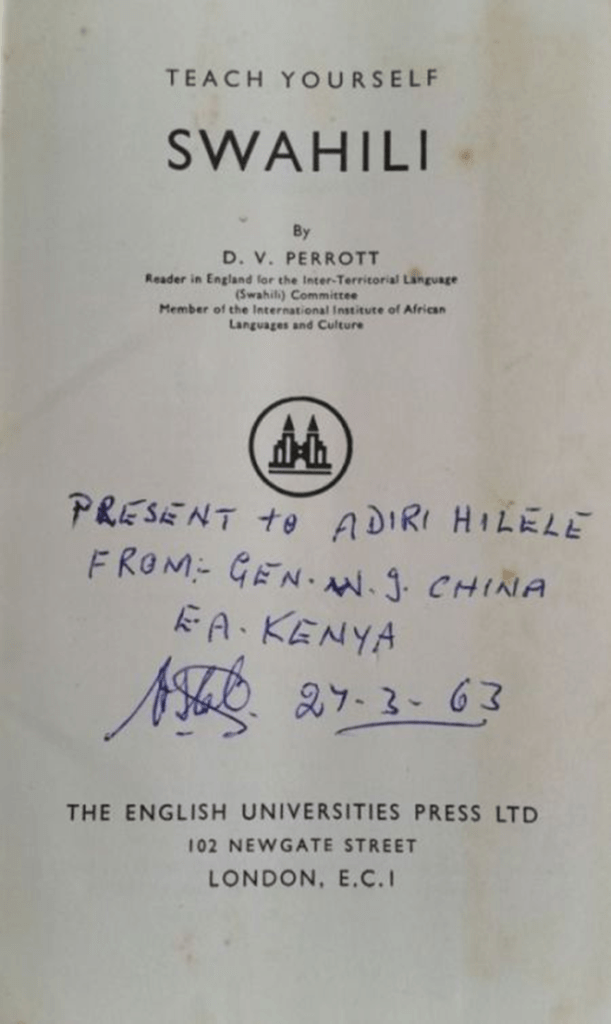 TEACH YOURSELF
SWAHILI
By
D. V. PERROTT
Reader in England for the Inter-Territorial Language
(Swahili) Committee
Member of the International Institute of African
Languages and Culture
PRESENT to ADIRI HILELE
FROM:- GEN. W. J. CHINA
E A. KENYA
27-3-63
THE ENGLISH UNIVERSITIES PRESS LTD
102 NEWGATE STREET
LONDON, E.C.1